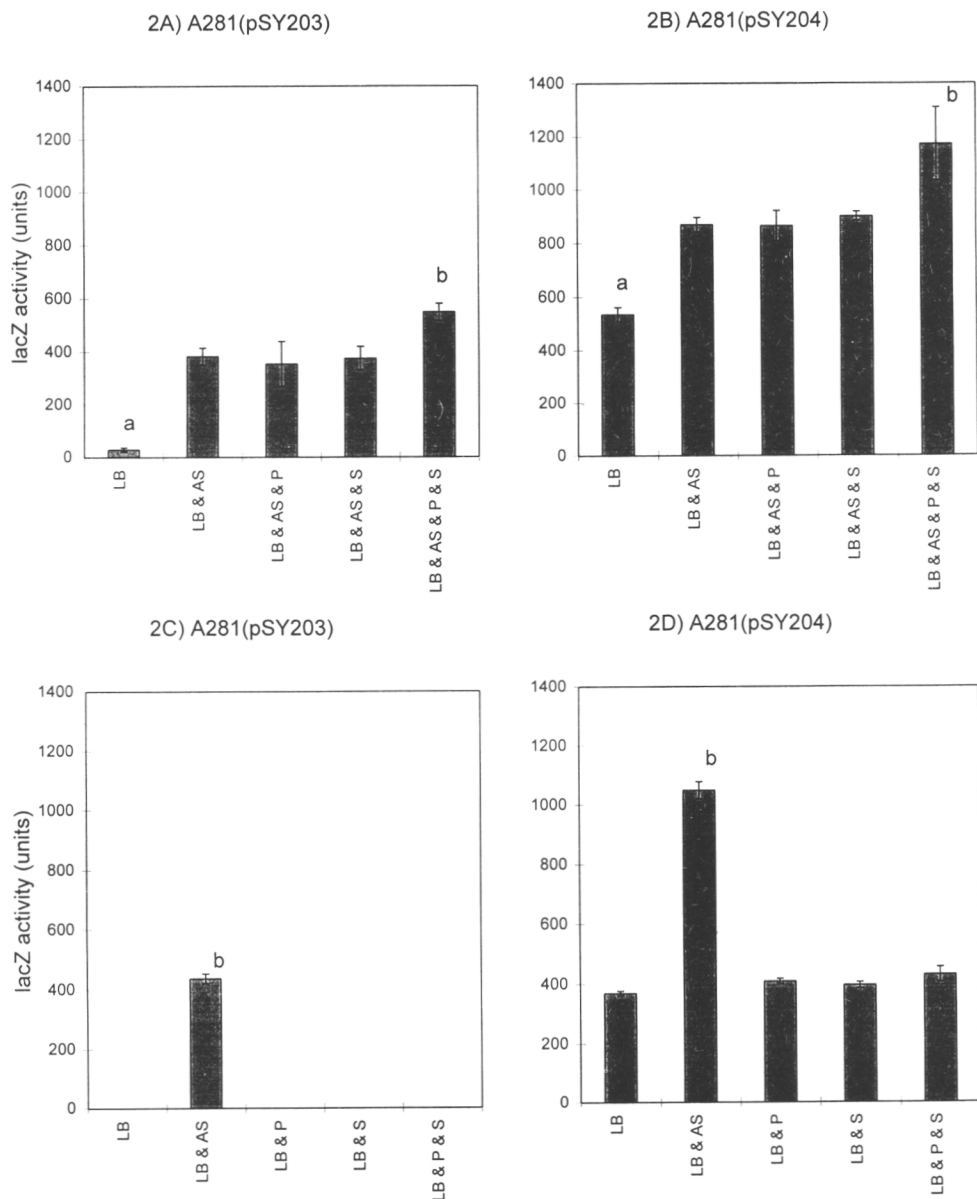 2A) A281(pSY203)
lacZ activity (units)
1400
1200
1000
800
600
400
200
0
a
b
LB
LB & AS
LB & AS & P
LB & AS & S
LB & AS & P & S
2B) A281(pSY204)
1400
1200
1000
800
600
400
200
0
a
b
LB
LB & AS
LB & AS & P
LB & AS & S
LB & AS & P & S
2C) A281(pSY203)
lacZ activity (units)
1400
1200
1000
800
600
400
200
0
b
LB
LB & AS
LB & P
LB & S
LB & P & S
2D) A281(pSY204)
1400
1200
1000
800
600
400
200
0
b
LB
LB & AS
LB & P
LB & S
LB & P & S